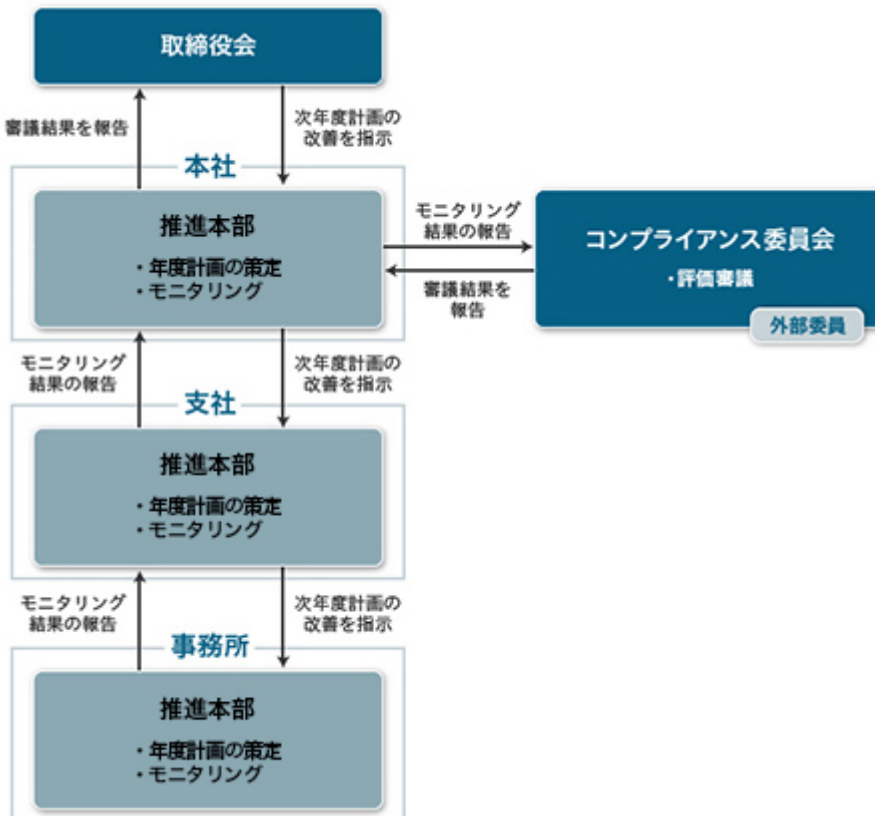 取締役会
審議結果を報告
次年度計画の
改善を指示
本社
推進本部
・年度計画の策定
・モニタリング
モニタリング
結果の報告
審議結果を
報告
コンプライアンス委員会
・評価審議
外部委員
モニタリング
結果の報告
次年度計画の
改善を指示
支社
推進本部
・年度計画の策定
・モニタリング
モニタリング
結果の報告
次年度計画の
改善を指示
事務所
推進本部
・年度計画の策定
・モニタリング